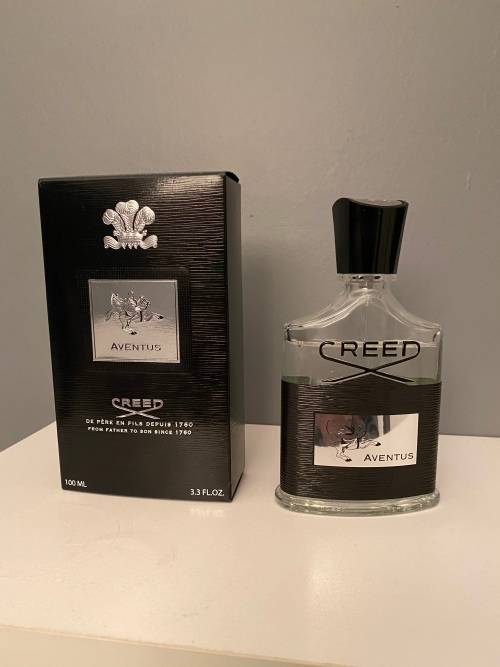 AVENTUS
CREED
DE PÈRE EN FILS DEPUIS 1760
FROM FATHER TO SON SINCE 1760
100 ML
3.3 FL.OZ.
CREED
AVENTUS